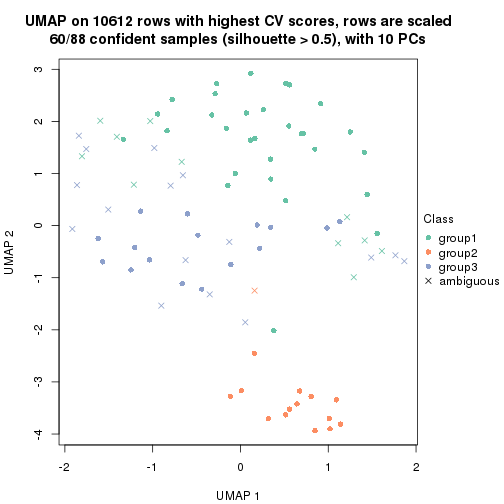 UMAP on 10612 rows with highest CV scores, rows are scaled
60/88 confident samples (silhouette > 0.5), with 10 PCs
3
2
1
0
-1
-2
-3
-4
UMAP 2
-2
-1
0
1
2
UMAP 1
Class
group1
group2
group3
ambiguous